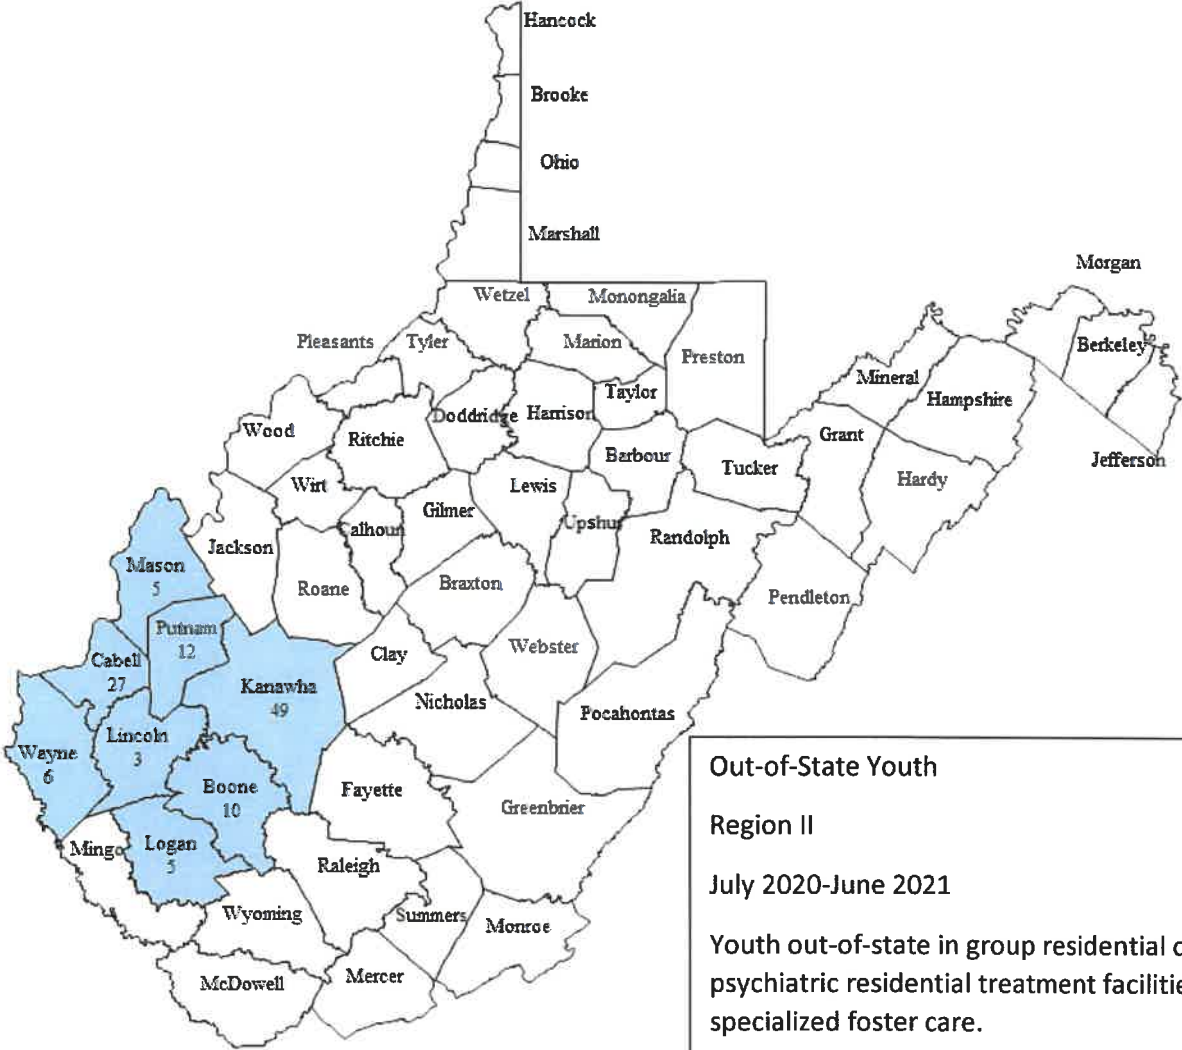 Hancock
Brooke
Ohio
Marshall
Morgan
Wetzel
Monongalia
Pleasants
Tyler
Marion
Preston
Berkeley
Mineral
Taylor
Hampshire
Doddridge
Harrison
Wood
Ritchie
Grant
Barbour
Tucker
Jefferson
Hardy
Wirt
Lewis
Gilmer
Upshur
Calhoun
Randolph
Jackson
Mason
5
Roane
Braxton
Pendleton
Putnam
12
Webster
Clay
Cabell
27
Kanawha
49
Nicholas
Pocahontas
Lincoln
3
Wayne
6
Boone
10
Fayette
Greenbrier
Mingo
Logan
5
Raleigh
Wyoming
Summers
Monroe
McDowell
Mercer
Out-of-State Youth
Region II
July 2020-June 2021
Youth out-of-state in group residential
psychiatric residential treatment facilitie
specialized foster care.